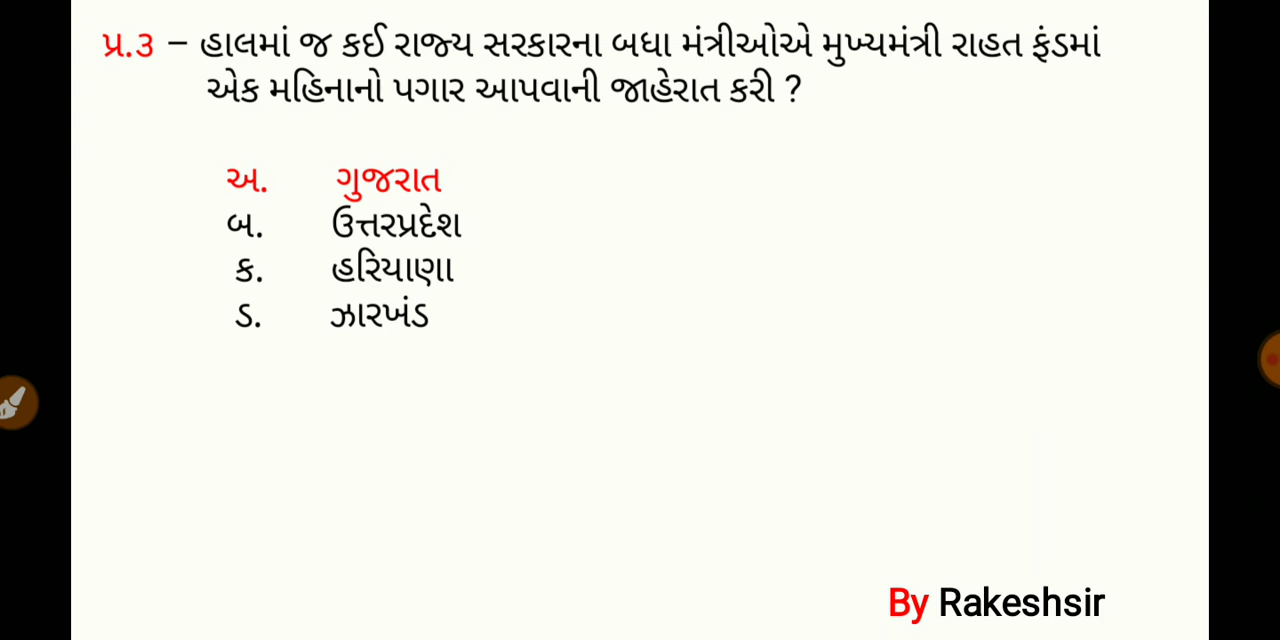 પ્ર.૩ – હાલમાં જ કઈ રાજ્ય સરકારના બધા મંત્રીઓએ મુખ્યમંત્રી રાહત ફંડમાં
એક મહિનાનો પગાર આપવાની જાહેરાત કરી ?
અ. ગુજરાત
બ. ઉત્તરપ્રદેશ
ક. હરિયાણા
ડ. ઝારખંડ
By Rakeshsir